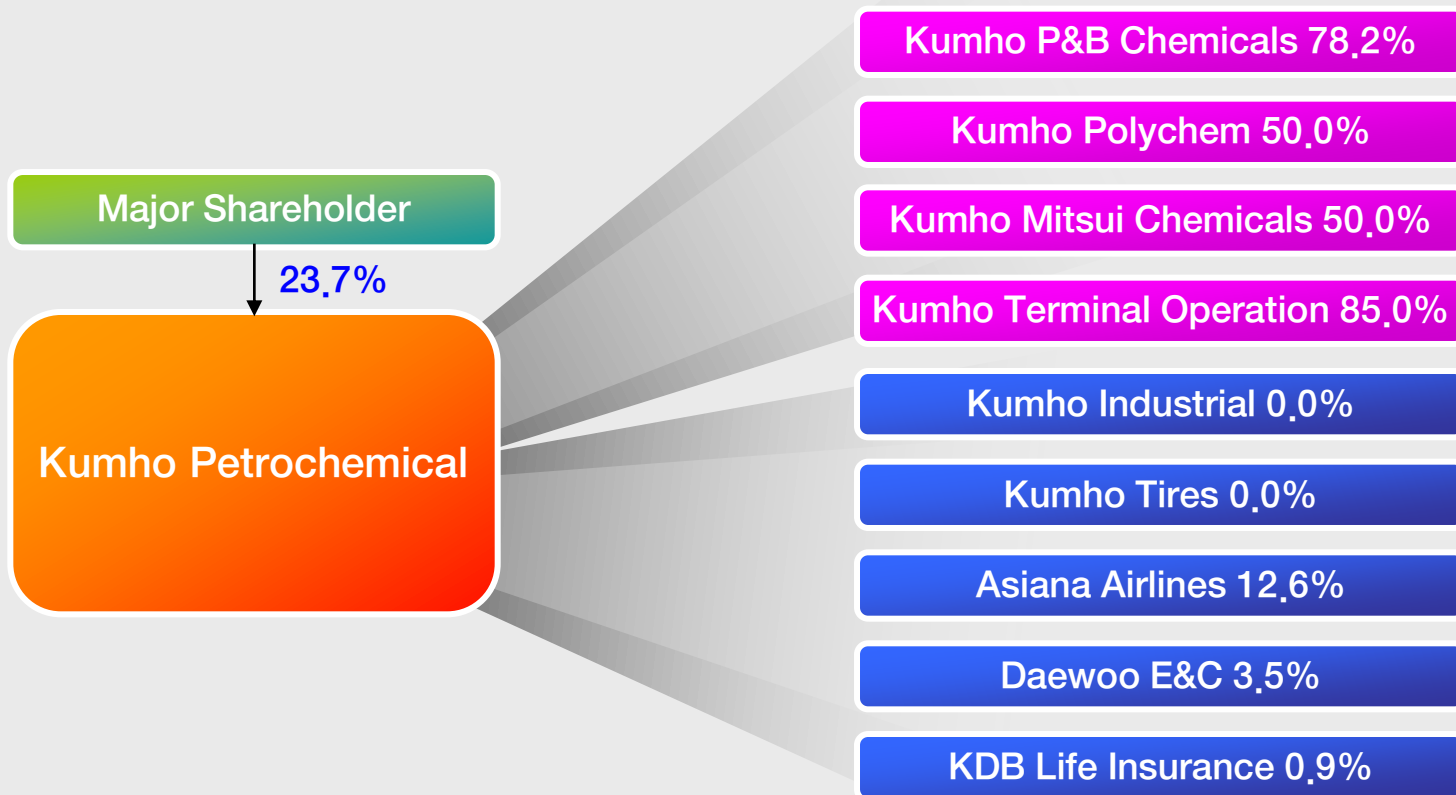 Major Shareholder
23.7%
Kumho Petrochemical
Kumho P&B Chemicals 78.2%
Kumho Polychem 50.0%
Kumho Mitsui Chemicals 50.0%
Kumho Terminal Operation 85.0%
Kumho Industrial 0.0%
Kumho Tires 0.0%
Asiana Airlines 12.6%
Daewoo E&C 3.5%
KDB Life Insurance 0.9%